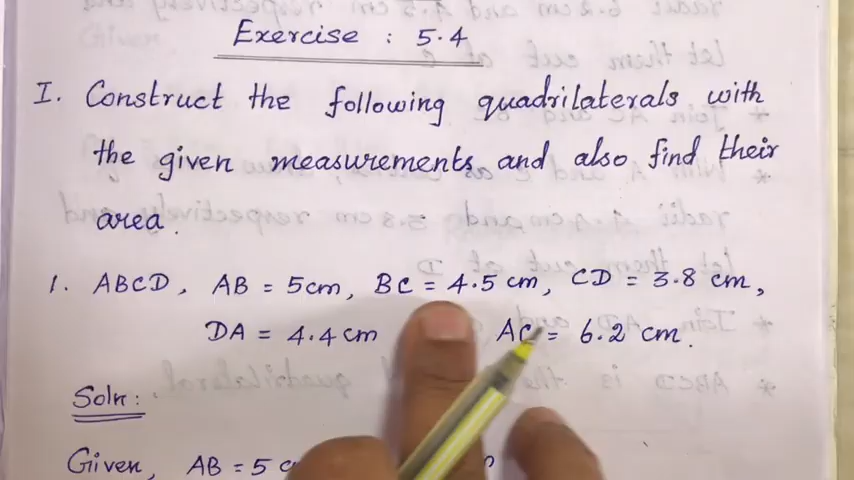 Exercise : 5.4
I. Construct the following quadrilaterals with
the given measurements and also find their
area.
1. ABCD, AB = 5cm, BC = 4.5 cm, CD = 3.8 cm,
DA = 4.4 cm AC = 6.2 cm.
Soln:
Given, AB = 5